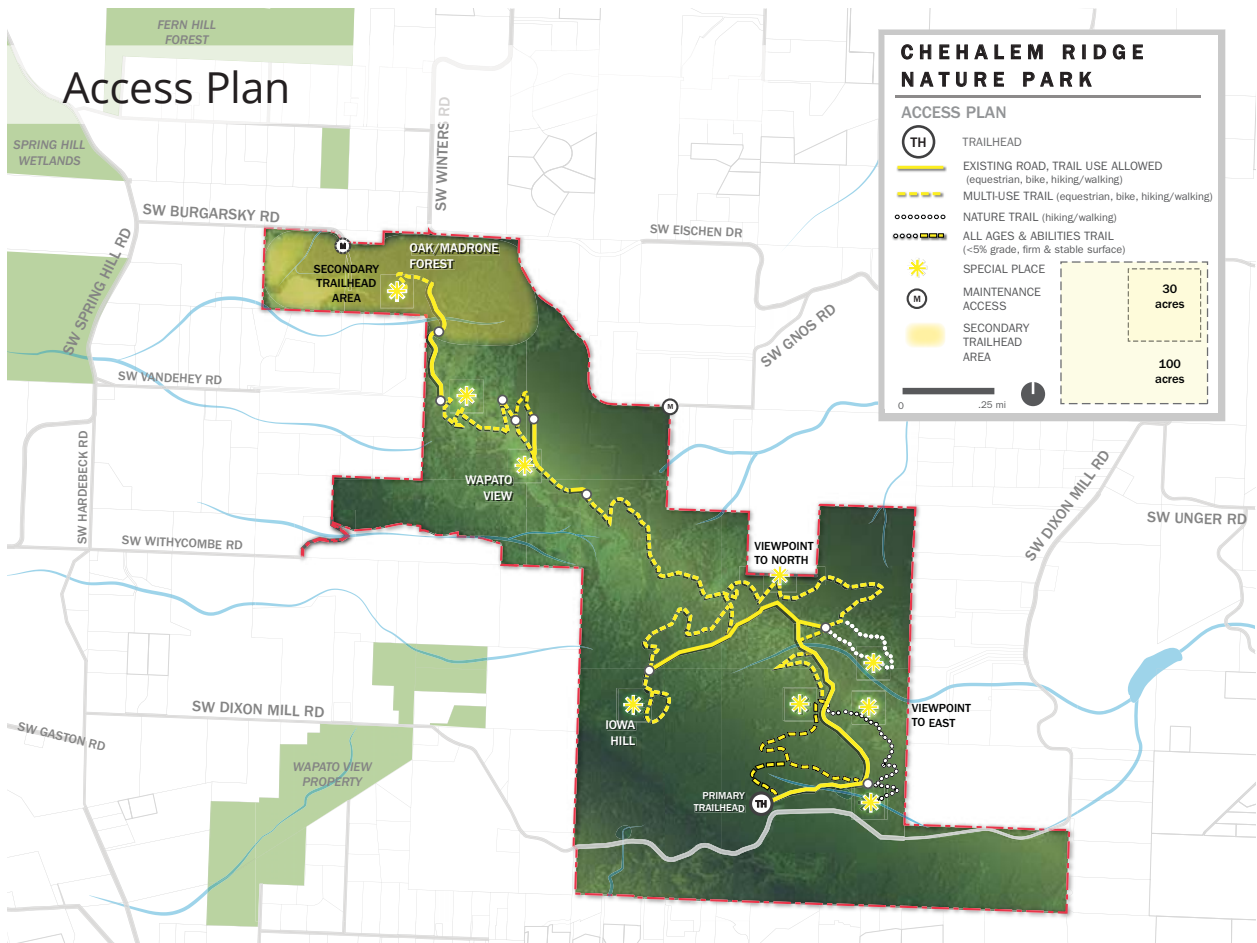 Access Plan
FERN HILL
FOREST
SPRING HILL
WETLANDS
SW WINTERS RD
SW BURGARSKY RD
SW SPRING HILL RD
SW EISCHEN DR
SW GNOS RD
SW VANDEHEY RD
SW HARDEBECK RD
SW WITHYCOMBE RD
SW DIXON MILL RD
SW UNGER RD
SW DIXON MILL RD
SW GASTON RD
WAPATO VIEW
PROPERTY
M
SECONDARY
TRAILHEAD
AREA
OAK/MADRONE
FOREST
M
WAPATO
VIEW
VIEWPOINT
TO NORTH
VIEWPOINT
TO EAST
IOWA
HILL
PRIMARY
TRAILHEAD
TH
CHEHALEM RIDGE
NATURE PARK
ACCESS PLAN
TH TRAILHEAD
EXISTING ROAD, TRAIL USE ALLOWED
(equestrian, bike, hiking/walking)
MULTI-USE TRAIL (equestrian, bike, hiking/walking)
NATURE TRAIL (hiking/walking)
ALL AGES & ABILITIES TRAIL
(<5% grade, firm & stable surface)
SPECIAL PLACE
M MAINTENANCE
ACCESS
SECONDARY
TRAILHEAD
AREA
30
acres
100
acres
0 .25 mi